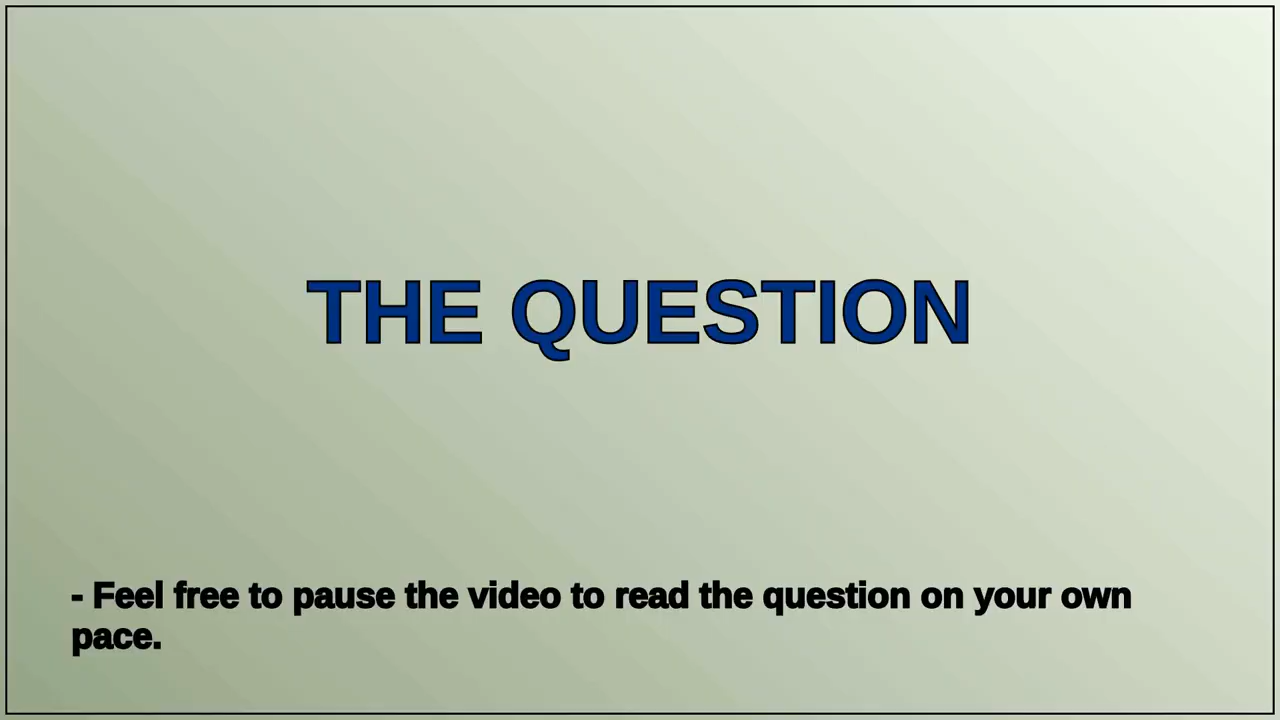 THE QUESTION
- Feel free to pause the video to read the question on your own
pace.